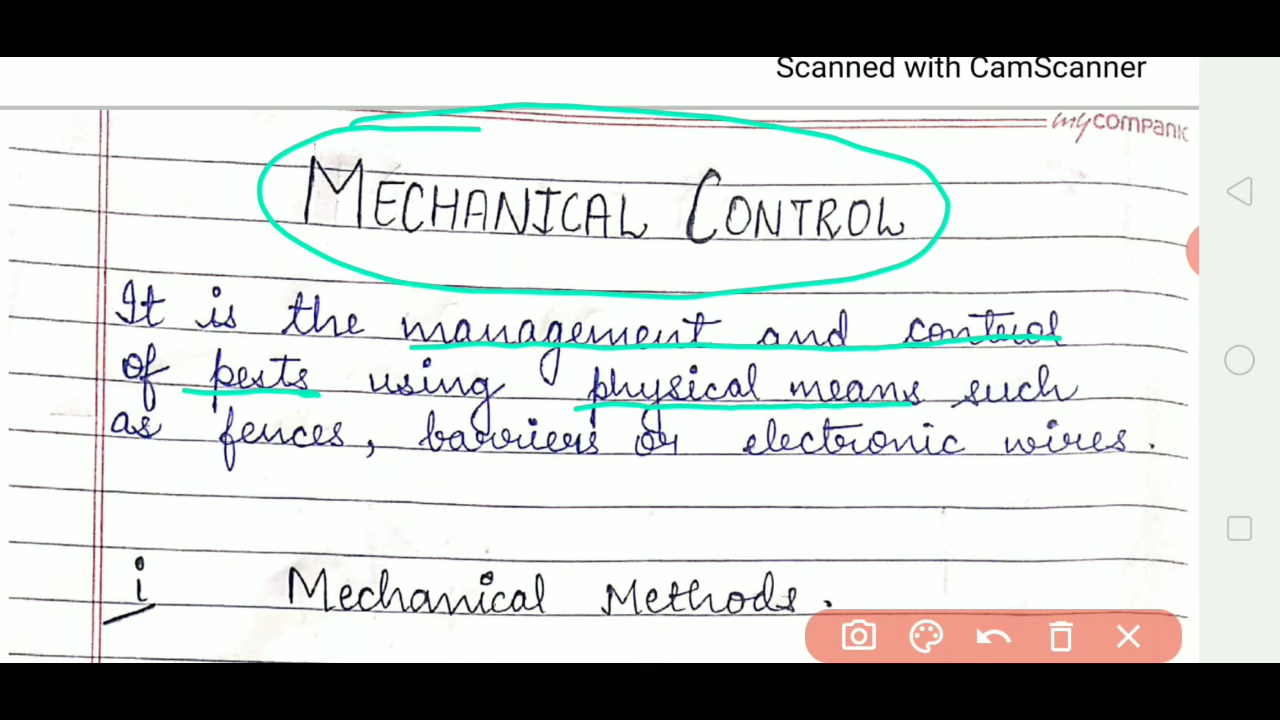 Scanned with CamScanner
mycompanic
MECHANICAL CONTROL
It is the management and control
of pests using physical means such
as fences, barriers or electronic wires.
i Mechanical Methods.